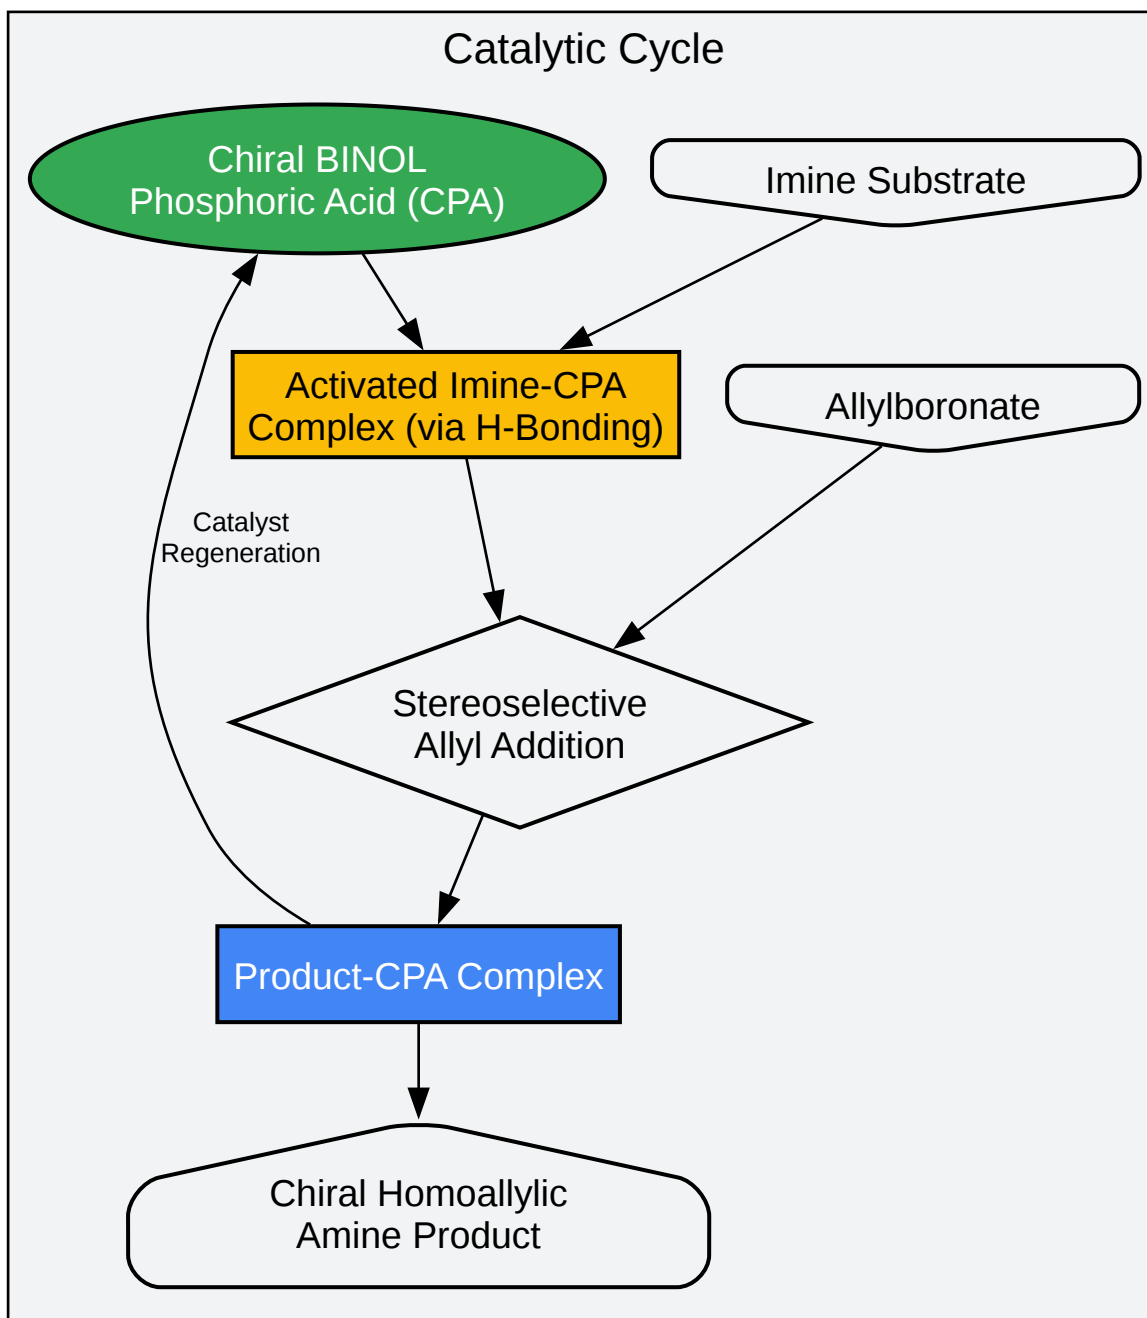 Catalytic Cycle
Chiral BINOL
Phosphoric Acid (CPA)
Imine Substrate
Activated Imine-CPA
Complex (via H-Bonding)
Allylboronate
Catalyst
Regeneration
Stereoselective
Allyl Addition
Product-CPA Complex
Chiral Homoallylic
Amine Product